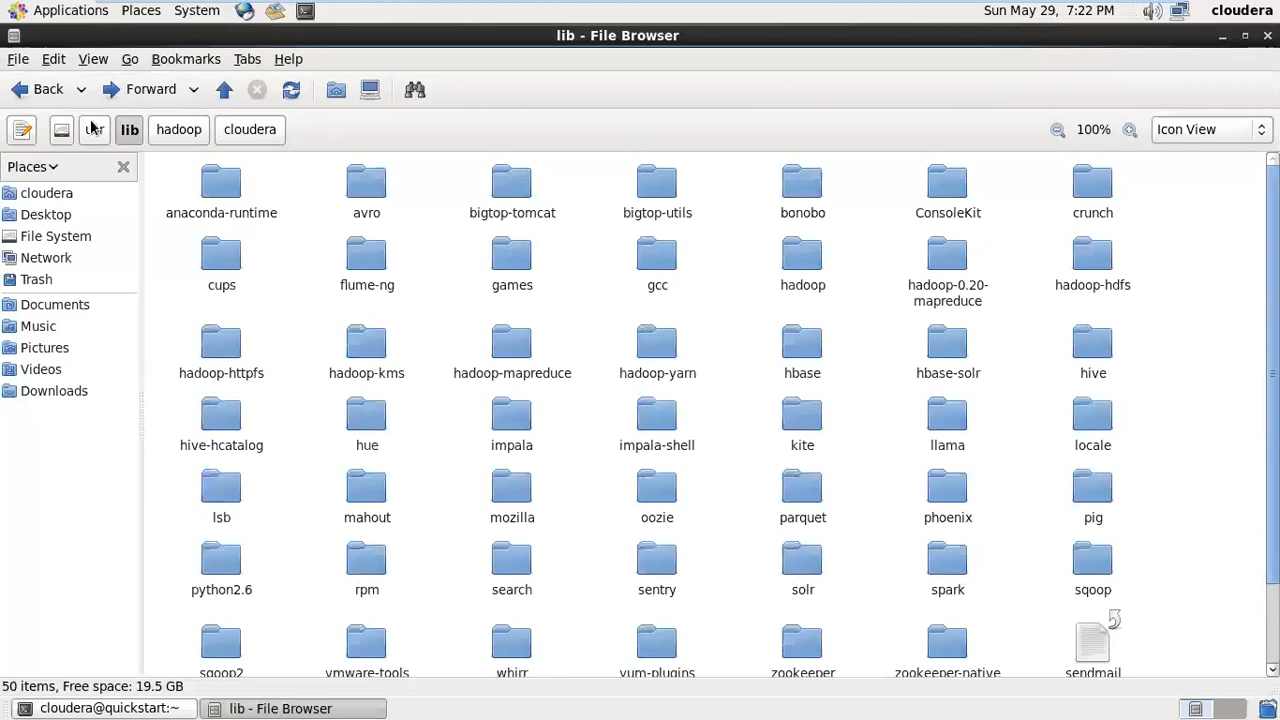 Applications Places System Sun May 29, 7:22 PM cloudera
lib - File Browser
File Edit View Go Bookmarks Tabs Help
Back Forward
lib hadoop cloudera 100% Icon View
Places
cloudera
Desktop
File System
Network
Trash
Documents
Music
Pictures
Videos
Downloads
anaconda-runtime avro bigtop-tomcat bigtop-utils bonobo ConsoleKit crunch
cups flume-ng games gcc hadoop hadoop-0.20-mapreduce hadoop-hdfs
hadoop-httpfs hadoop-kms hadoop-mapreduce hadoop-yarn hbase hbase-solr hive
hive-hcatalog hue impala impala-shell kite llama locale
lsb mahout mozilla oozie parquet phoenix pig
python2.6 rpm search sentry solr spark sqoop
sqoop2 vmware-tools whirr yum-plugins zookeeper zookeeper-native sendmail
50 items, Free space: 19.5 GB
cloudera@quickstart:~ lib - File Browser